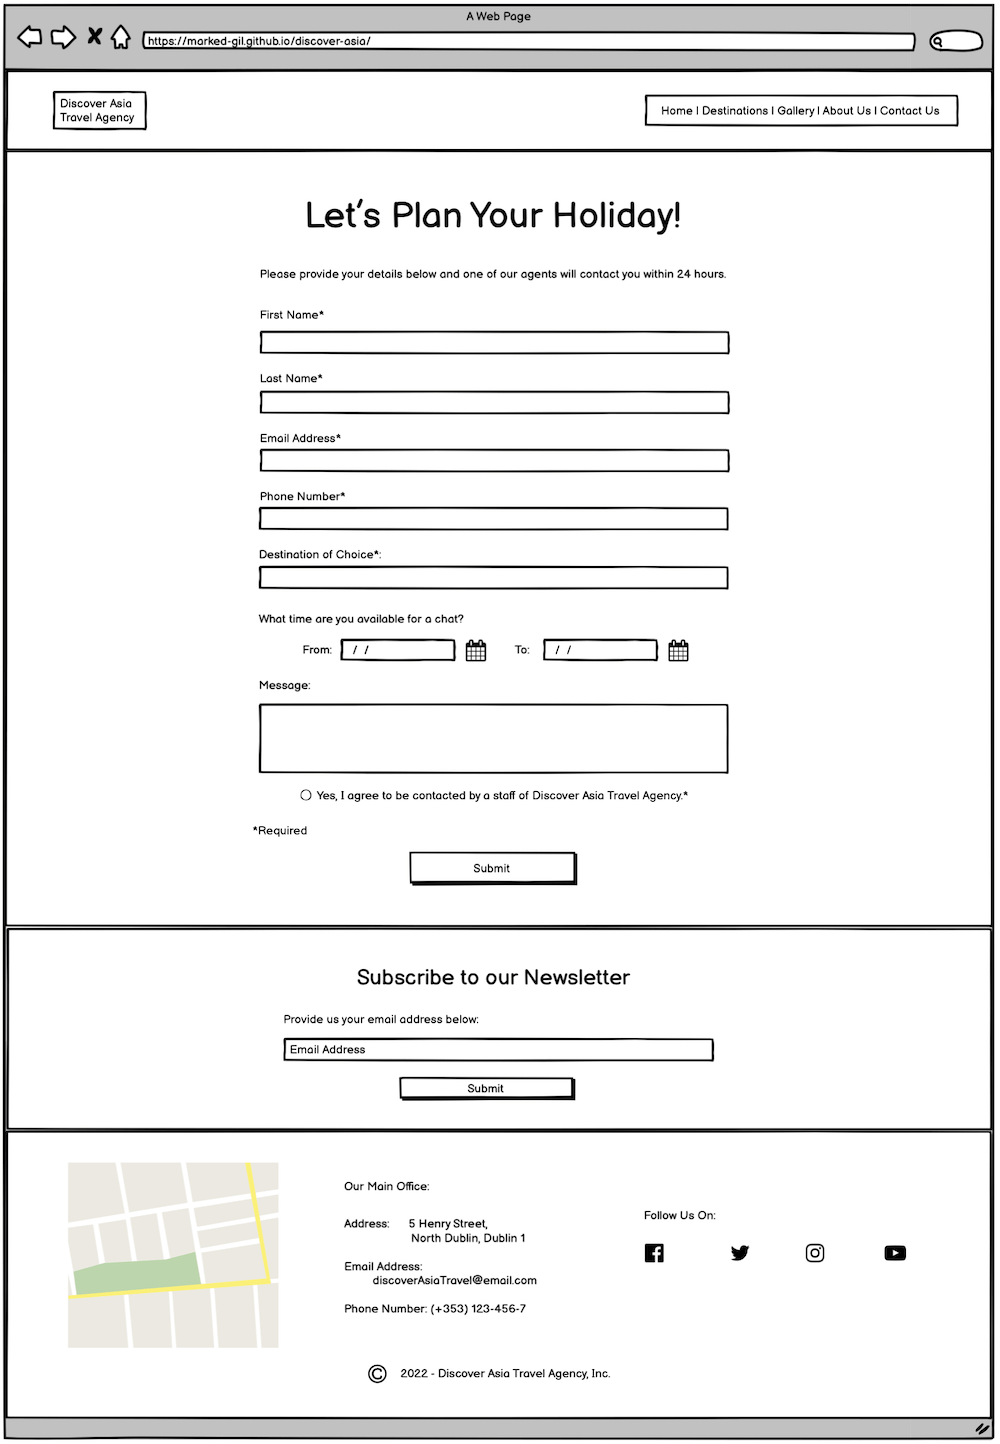 A Web Page
https://marked-gil.github.io/discover-asia/
Discover Asia
Travel Agency
Home | Destinations | Gallery | About Us | Contact Us
Let's Plan Your Holiday!
Please provide your details below and one of our agents will contact you within 24 hours.
First Name*
Last Name*
Email Address*
Phone Number*
Destination of Choice*:
What time are you available for a chat?
From: / / To: / /
Message:
Yes, I agree to be contacted by a staff of Discover Asia Travel Agency.*
*Required
Submit
Subscribe to our Newsletter
Provide us your email address below:
Email Address
Submit
Our Main Office:
Address: 5 Henry Street,
North Dublin, Dublin 1
Email Address:
discoverAsiaTravel@email.com
Phone Number: (+353) 123-456-7
Follow Us On:
© 2022 - Discover Asia Travel Agency, Inc.